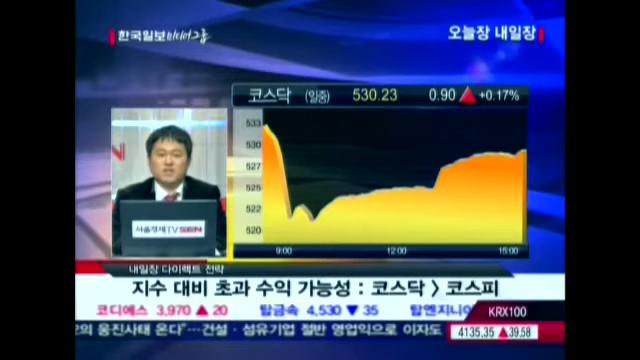 한국일보 미디어그룹
오늘장 내일장
코스닥 (일중) 530.23 0.90 ▲ +0.17%
533
530
527
525
522
520
9:00 12:00 15:00
서울경제TV SEN
내일장 다이렉트 전략
지수 대비 초과 수익 가능성 : 코스닥 > 코스피
코디에스 3,970 ▲ 20 탑금속 4,530 ▼ 35 탑엔지니어
KRX100
의 웅진사태 온다"…건설·섬유기업 절반 영업익으로 이자도
4135,35 ▲39,58